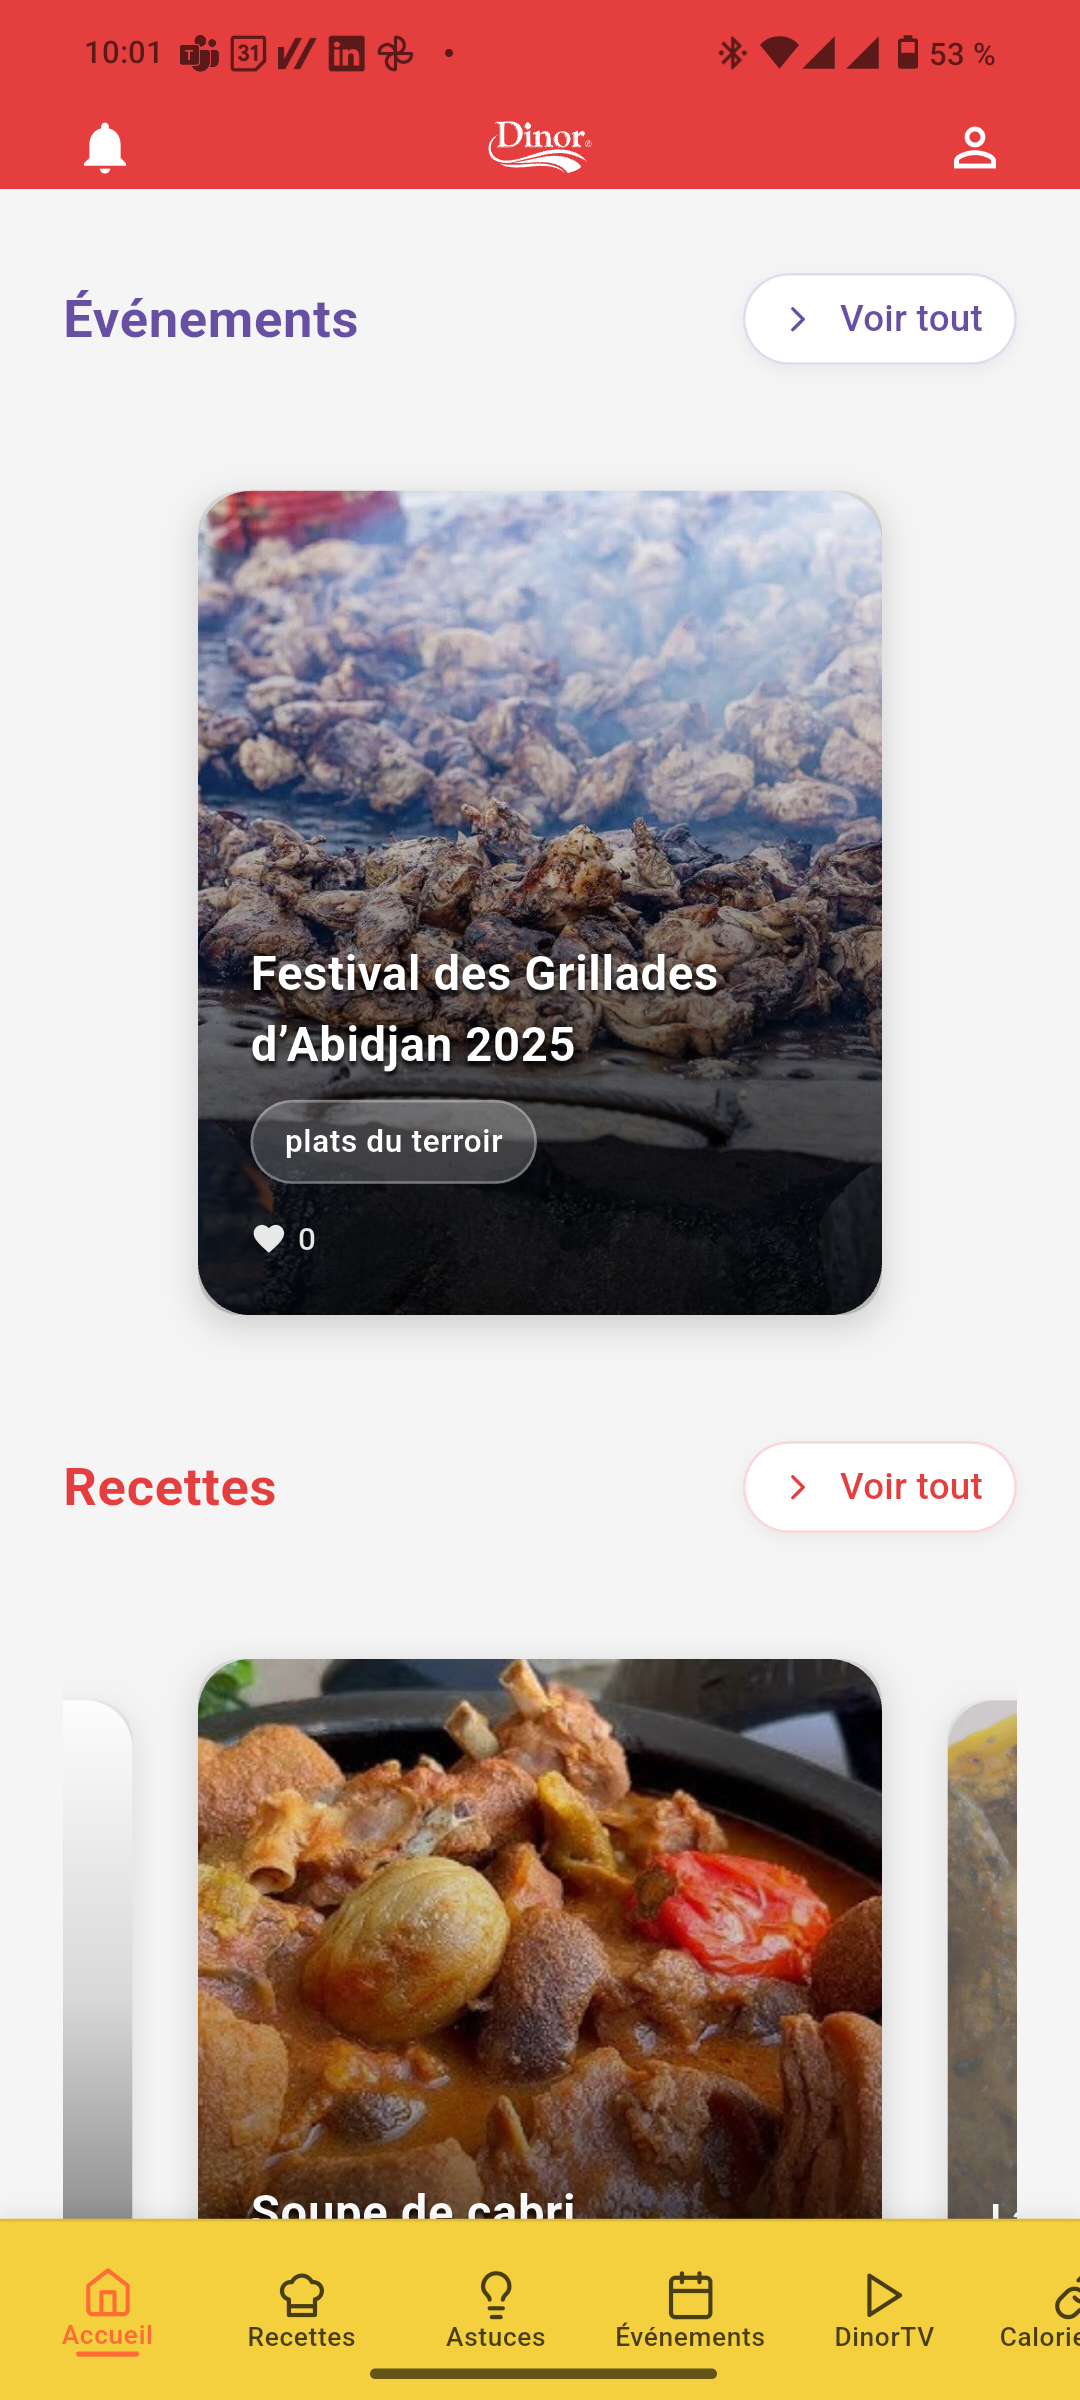 10:01
31
53 %
Dinor®
Événements
Voir tout
Festival des Grillades
d’Abidjan 2025
plats du terroir
0
Recettes
Voir tout
Soupe de cabri
Accueil
Recettes
Astuces
Événements
DinorTV